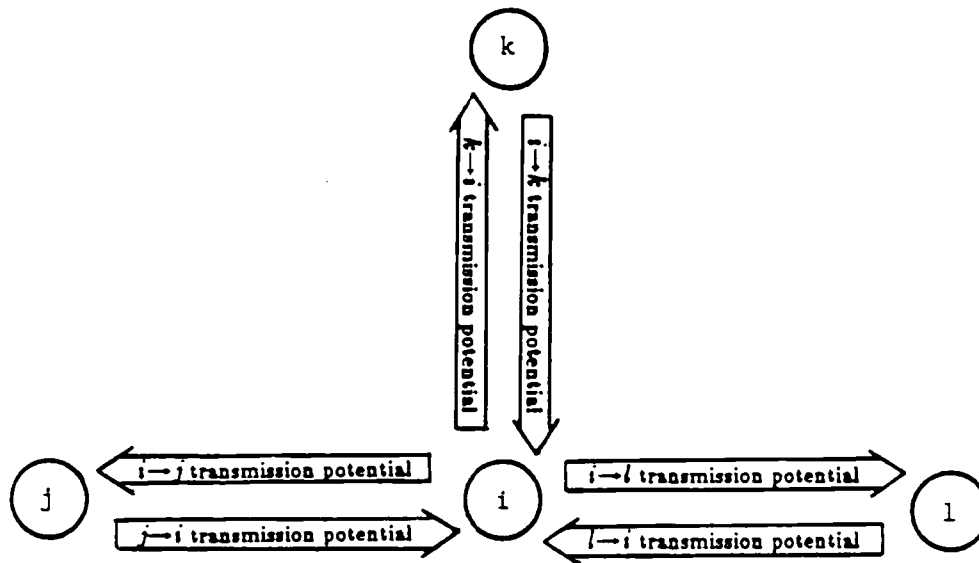 k
k→i transmission potential
i→k transmission potential
i→j transmission potential
i→l transmission potential
j
i
l
j→i transmission potential
l→i transmission potential